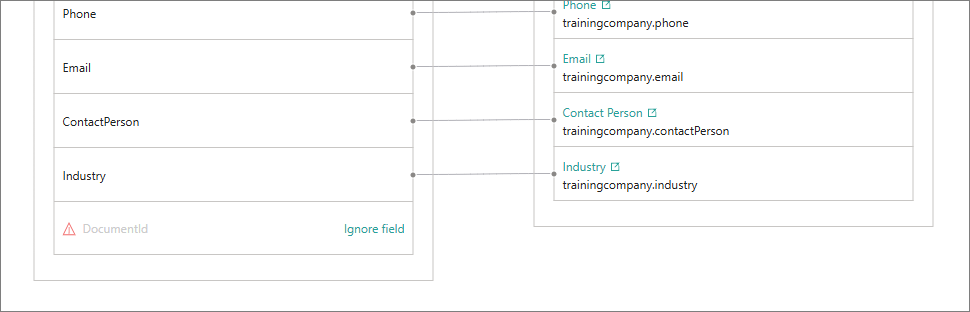 Phone
Email
ContactPerson
Industry
DocumentId
Ignore field
Phone
trainingcompany.phone
Email
trainingcompany.email
Contact Person
trainingcompany.contactPerson
Industry
trainingcompany.industry